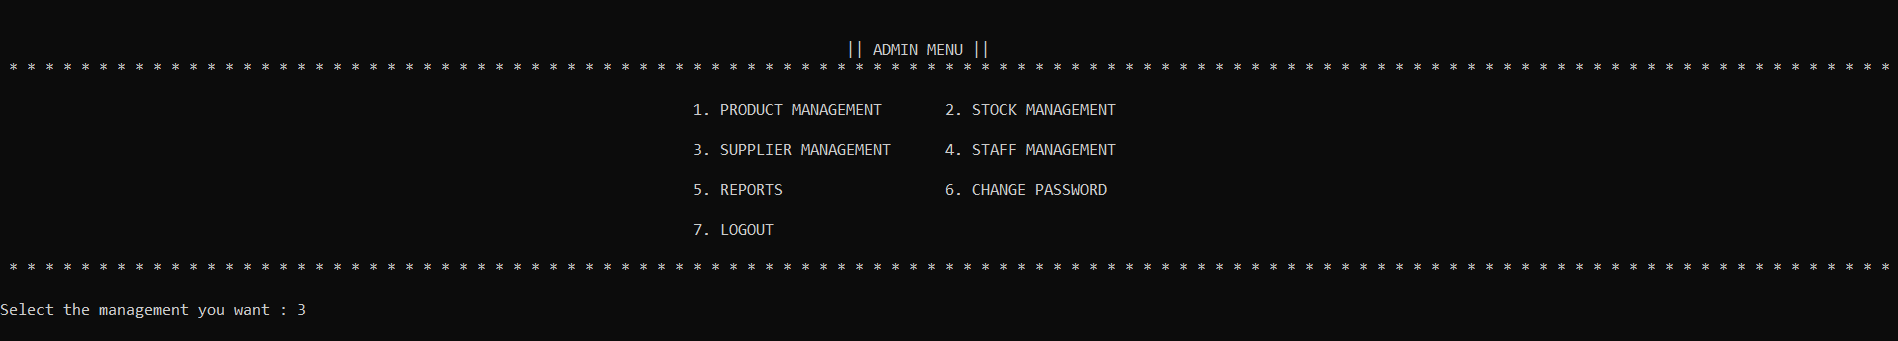 || ADMIN MENU ||
* * * * * * * * * * * * * * * * * * * * * * * * * * * * * * * * * * * * * * * * * * * * * * * * * * * * * * * * * * * * * * * * * * * * * * * * * * * * * * * * * * * * * * * * * * * * * * * * * * * * * * * * *
1. PRODUCT MANAGEMENT 2. STOCK MANAGEMENT
3. SUPPLIER MANAGEMENT 4. STAFF MANAGEMENT
5. REPORTS 6. CHANGE PASSWORD
7. LOGOUT
* * * * * * * * * * * * * * * * * * * * * * * * * * * * * * * * * * * * * * * * * * * * * * * * * * * * * * * * * * * * * * * * * * * * * * * * * * * * * * * * * * * * * * * * * * * * * * * * * * * * * * * * *
Select the management you want : 3